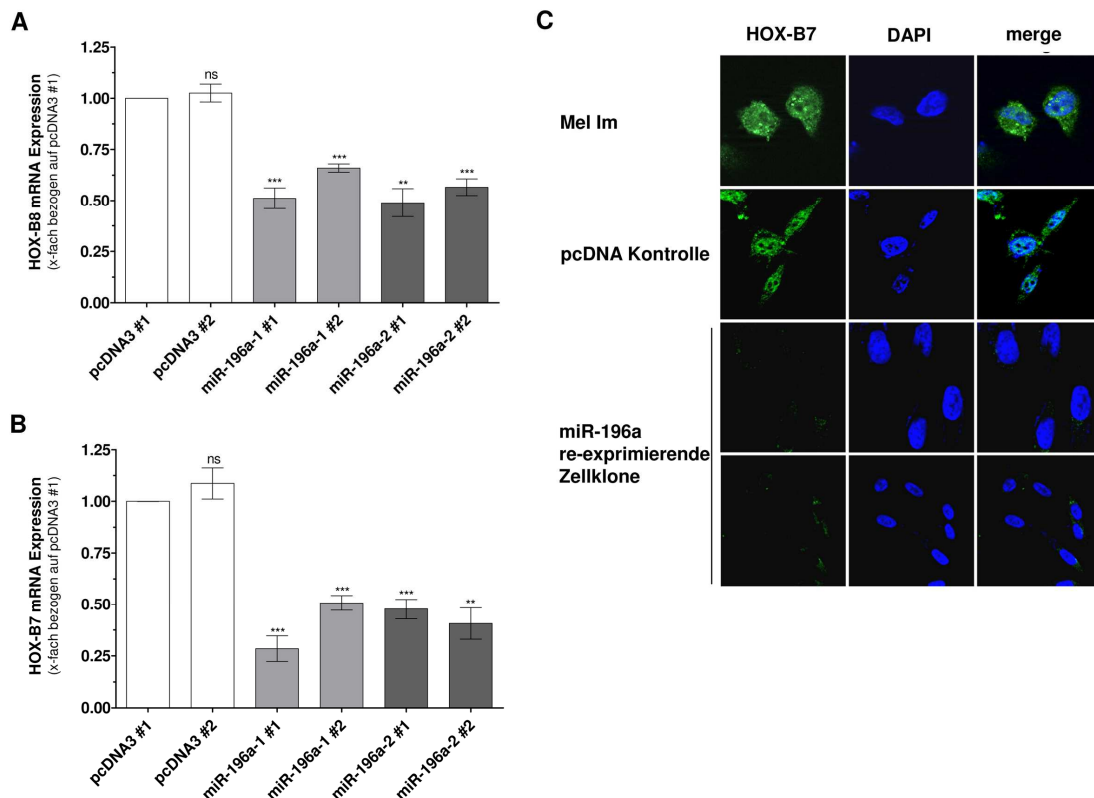 A
HOX-B8 mRNA Expression
(x-fach bezogen auf pcDNA3 #1)
1.25
1.00
0.75
0.50
0.25
0.00
ns
***
***
**
***
pcDNA3 #1
pcDNA3 #2
miR-196a-1 #1
miR-196a-1 #2
miR-196a-2 #1
miR-196a-2 #2
B
HOX-B7 mRNA Expression
(x-fach bezogen auf pcDNA3 #1)
1.25
1.00
0.75
0.50
0.25
0.00
ns
***
***
***
**
pcDNA3 #1
pcDNA3 #2
miR-196a-1 #1
miR-196a-1 #2
miR-196a-2 #1
miR-196a-2 #2
C
HOX-B7 DAPI merge
Mel Im
pcDNA Kontrolle
miR-196a
re-exprimierende
Zellklone